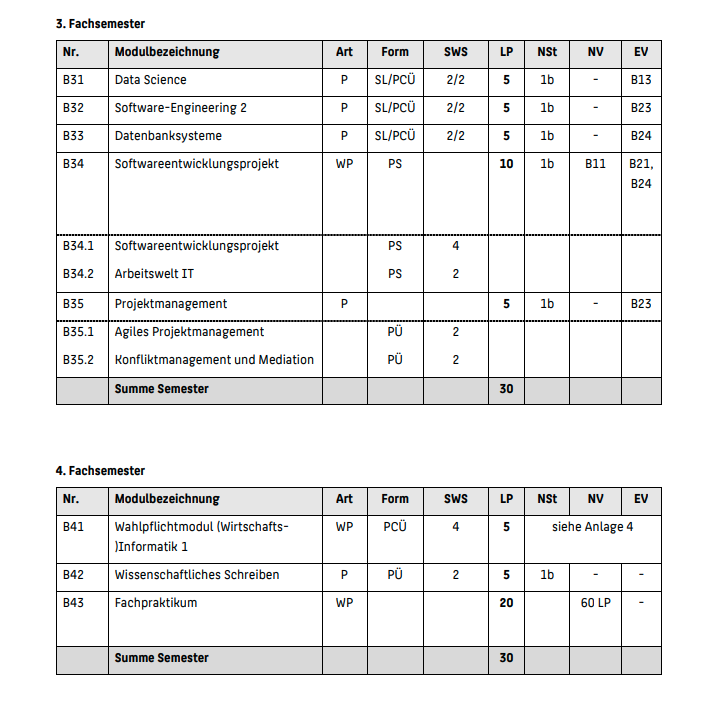 3. Fachsemester
Nr. Modulbezeichnung Art Form SWS LP NSt NV EV
B31 Data Science P SL/PCÜ 2/2 5 1b - B13
B32 Software-Engineering 2 P SL/PCÜ 2/2 5 1b - B23
B33 Datenbanksysteme P SL/PCÜ 2/2 5 1b - B24
B34 Softwareentwicklungsprojekt WP PS 10 1b B11 B21,
B24
B34.1 Softwareentwicklungsprojekt PS 4
B34.2 Arbeitswelt IT PS 2
B35 Projektmanagement P 5 1b - B23
B35.1 Agiles Projektmanagement PÜ 2
B35.2 Konfliktmanagement und Mediation PÜ 2
Summe Semester 30
4. Fachsemester
Nr. Modulbezeichnung Art Form SWS LP NSt NV EV
B41 Wahlpflichtmodul (Wirtschafts- WP PCÜ 4 5 siehe Anlage 4
)Informatik 1
B42 Wissenschaftliches Schreiben P PÜ 2 5 1b - -
B43 Fachpraktikum WP 20 60 LP -
Summe Semester 30